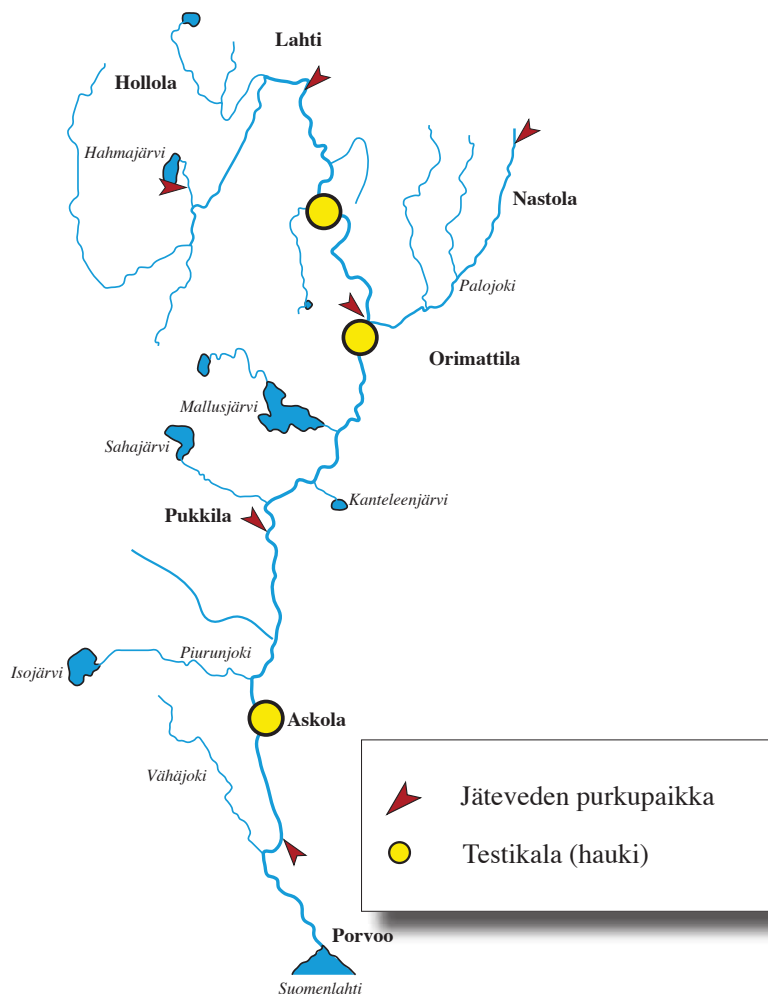 Lahti
Hollola
Hahmajärvi
Nastola
Palojoki
Orimattila
Mallusjärvi
Sahajärvi
Kanteleenjärvi
Pukkila
Piurunjoki
Isojärvi
Askola
Vähäjoki
Jäteveden purkupaikka
Testikala (hauki)
Porvoo
Suomenlahti